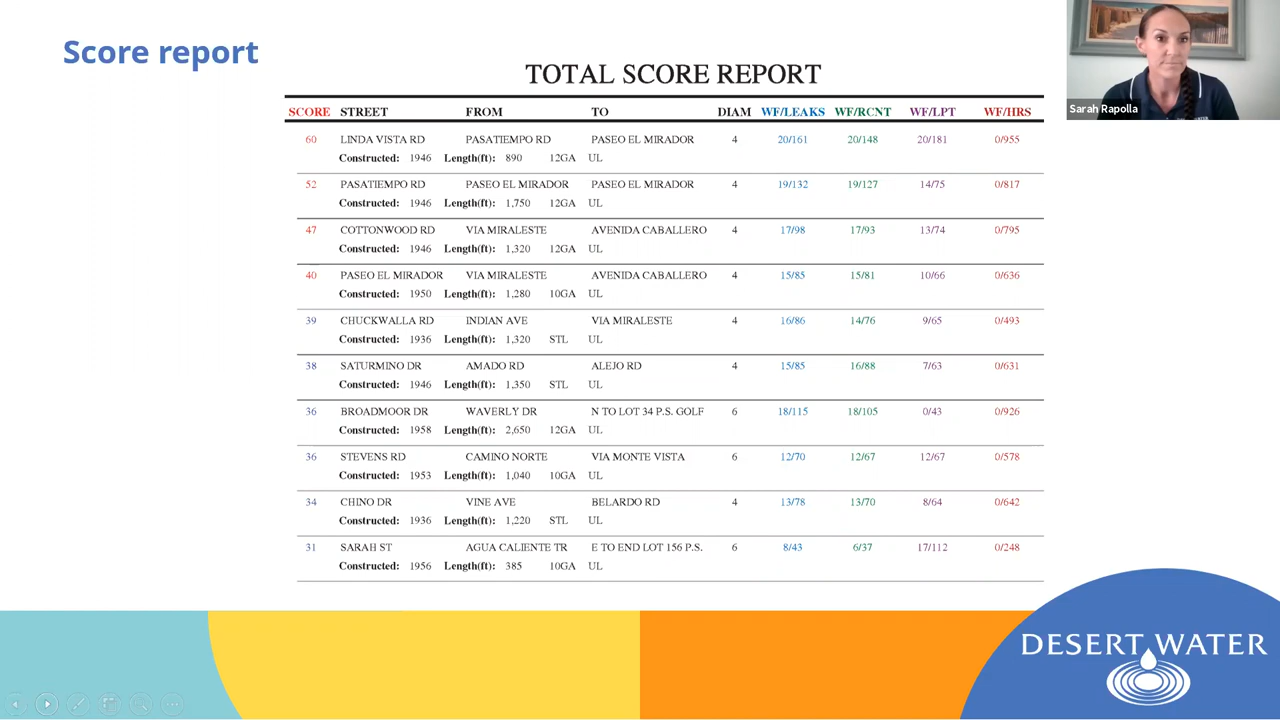 Score report
TOTAL SCORE REPORT
Sarah Rapolla
SCORE STREET FROM TO DIAM WF/LEAKS WF/RCNT WF/LPT WF/HRS
60 LINDA VISTA RD PASATIEMPO RD PASEO EL MIRADOR 4 20/161 20/148 20/181 0/955
Constructed: 1946 Length(ft): 890 12GA UL
52 PASATIEMPO RD PASEO EL MIRADOR PASEO EL MIRADOR 4 19/132 19/127 14/75 0/817
Constructed: 1946 Length(ft): 1,750 12GA UL
47 COTTONWOOD RD VIA MIRALESTE AVENIDA CABALLERO 4 17/98 17/93 13/74 0/795
Constructed: 1946 Length(ft): 1,320 12GA UL
40 PASEO EL MIRADOR VIA MIRALESTE AVENIDA CABALLERO 4 15/85 15/81 10/66 0/636
Constructed: 1950 Length(ft): 1,280 10GA UL
39 CHUCKWALLA RD INDIAN AVE VIA MIRALESTE 4 16/86 14/76 9/65 0/493
Constructed: 1936 Length(ft): 1,320 STL UL
38 SATURMINO DR AMADO RD ALEJO RD 4 15/85 16/88 7/63 0/631
Constructed: 1946 Length(ft): 1,350 STL UL
36 BROADMOOR DR WAVERLY DR N TO LOT 34 P.S. GOLF 6 18/115 18/105 0/43 0/926
Constructed: 1958 Length(ft): 2,650 12GA UL
36 STEVENS RD CAMINO NORTE VIA MONTE VISTA 6 12/70 12/67 12/67 0/578
Constructed: 1953 Length(ft): 1,040 10GA UL
34 CHINO DR VINE AVE BELARDO RD 4 13/78 13/70 8/64 0/642
Constructed: 1936 Length(ft): 1,220 STL UL
31 SARAH ST AGUA CALIENTE TR E TO END LOT 156 P.S. 6 8/43 6/37 17/112 0/248
Constructed: 1956 Length(ft): 385 10GA UL
DESERT WATER